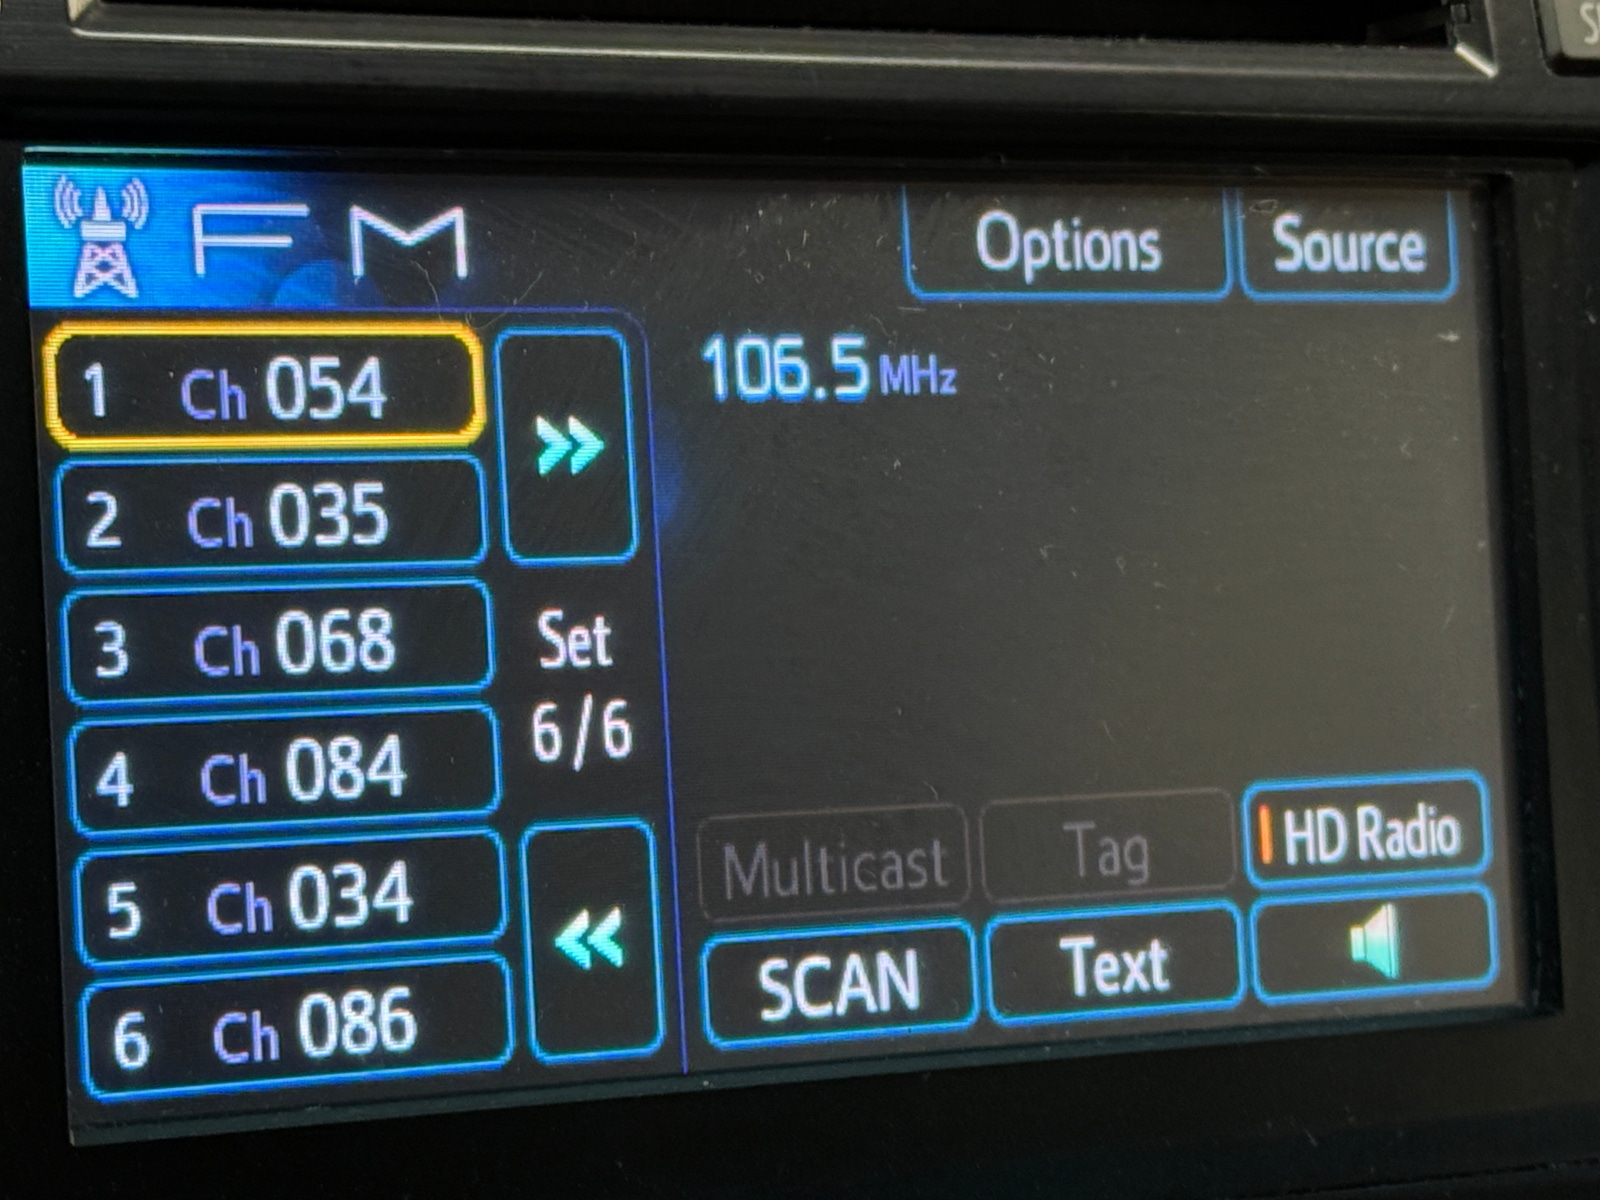 FM
Options
Source
1 Ch 054
2 Ch 035
3 Ch 068
4 Ch 084
5 Ch 034
6 Ch 086
Set
6/6
106.5 MHz
Multicast
Tag
HD Radio
SCAN
Text